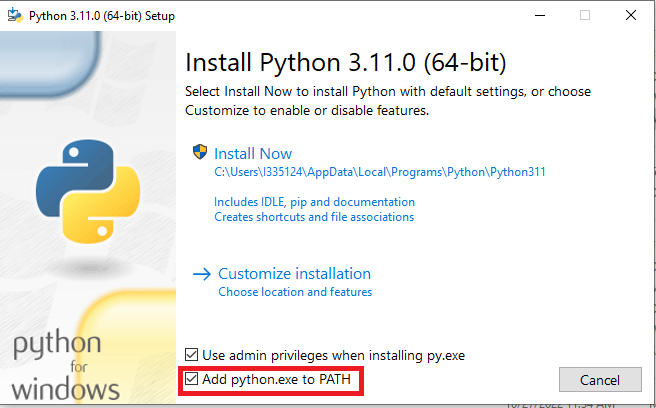 Python 3.11.0 (64-bit) Setup
Install Python 3.11.0 (64-bit)
Select Install Now to install Python with default settings, or choose
Customize to enable or disable features.
Install Now
C:\Users\I335124\AppData\Local\Programs\Python\Python311
Includes IDLE, pip and documentation
Creates shortcuts and file associations
Customize installation
Choose location and features
Use admin privileges when installing py.exe
Add python.exe to PATH
Cancel
python
for
windows